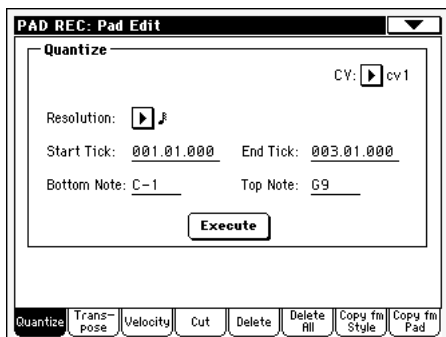 PAD REC: Pad Edit
Quantize
CV: cv1
Resolution:
Start Tick: 001.01.000 End Tick: 003.01.000
Bottom Note: C-1 Top Note: G9
Execute
Quantize Trans-pose Velocity Cut Delete Delete All Copy fm Style Copy fm Pad